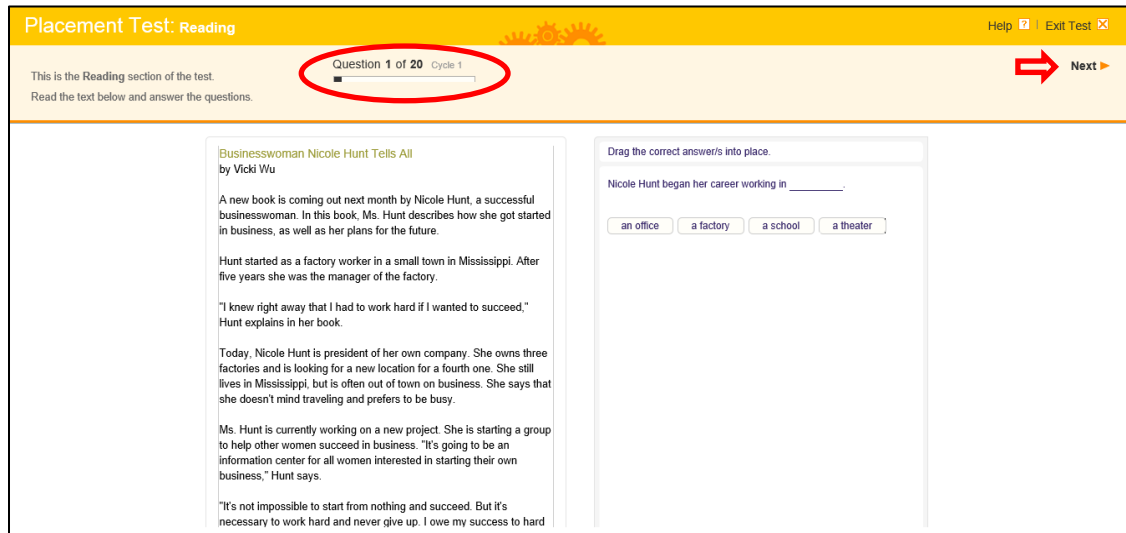 Placement Test: Reading
Help ? | Exit Test
Question 1 of 20 Cycle 1
Next
This is the Reading section of the test.
Read the text below and answer the questions.
Businesswoman Nicole Hunt Tells All
by Vicki Wu
A new book is coming out next month by Nicole Hunt, a successful
businesswoman. In this book, Ms. Hunt describes how she got started
in business, as well as her plans for the future.
Hunt started as a factory worker in a small town in Mississippi. After
five years she was the manager of the factory.
"I knew right away that I had to work hard if I wanted to succeed,"
Hunt explains in her book.
Today, Nicole Hunt is president of her own company. She owns three
factories and is looking for a new location for a fourth one. She still
lives in Mississippi, but is often out of town on business. She says that
she doesn't mind traveling and prefers to be busy.
Ms. Hunt is currently working on a new project. She is starting a group
to help other women succeed in business. "It's going to be an
information center for all women interested in starting their own
business," Hunt says.
"It's not impossible to start from nothing and succeed. But it's
necessary to work hard and never give up. I owe my success to hard
Drag the correct answer/s into place.
Nicole Hunt began her career working in _________.
an office
a factory
a school
a theater